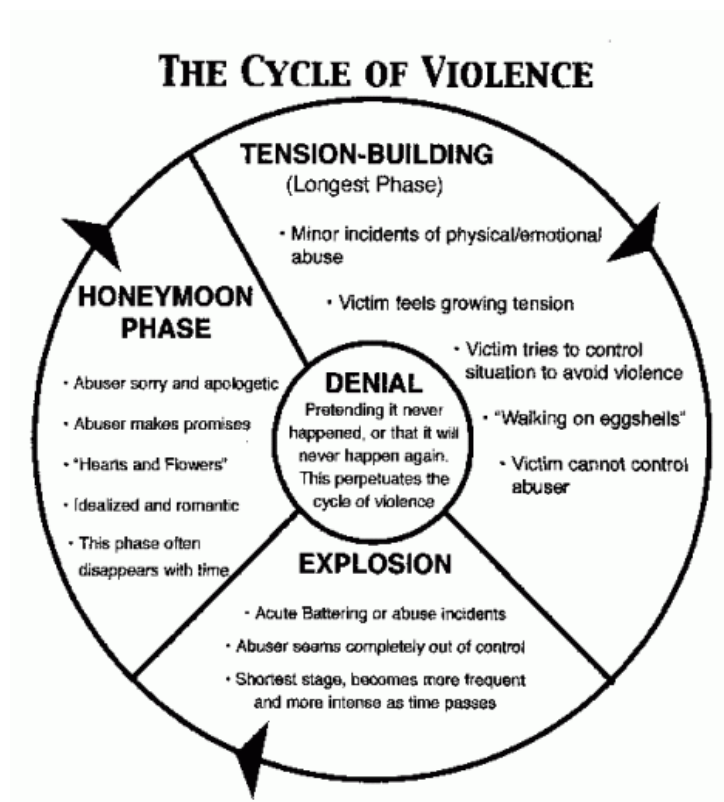 THE CYCLE OF VIOLENCE
TENSION-BUILDING
(Longest Phase)
• Minor incidents of physical/emotional
abuse
• Victim feels growing tension
• Victim tries to control
situation to avoid violence
• "Walking on eggshells"
• Victim cannot control
abuser
HONEYMOON
PHASE
• Abuser sorry and apologetic
• Abuser makes promises
• "Hearts and Flowers"
• Idealized and romantic
• This phase often
disappears with time
DENIAL
Pretending it never
happened, or that it will
never happen again.
This perpetuates the
cycle of violence
EXPLOSION
• Acute Battering or abuse incidents
• Abuser seems completely out of control
• Shortest stage, becomes more frequent
and more intense as time passes